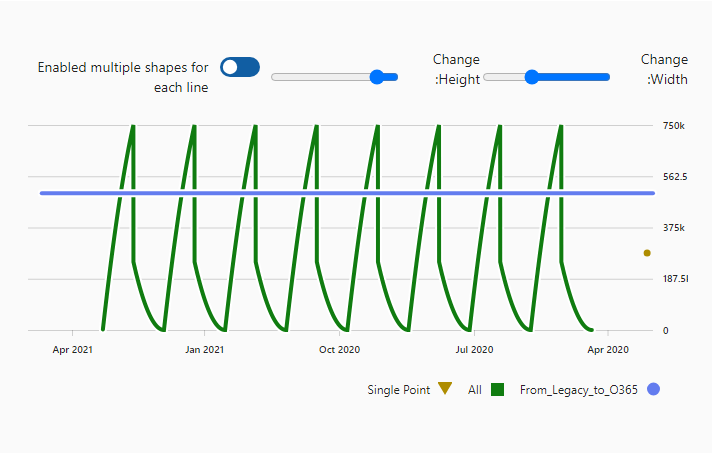 Enabled multiple shapes for
each line
Change
:Height
Change
:Width
750k
562.5
375k
187.5
0
Apr 2021
Jan 2021
Oct 2020
Jul 2020
Apr 2020
Single Point
All
From_Legacy_to_O365